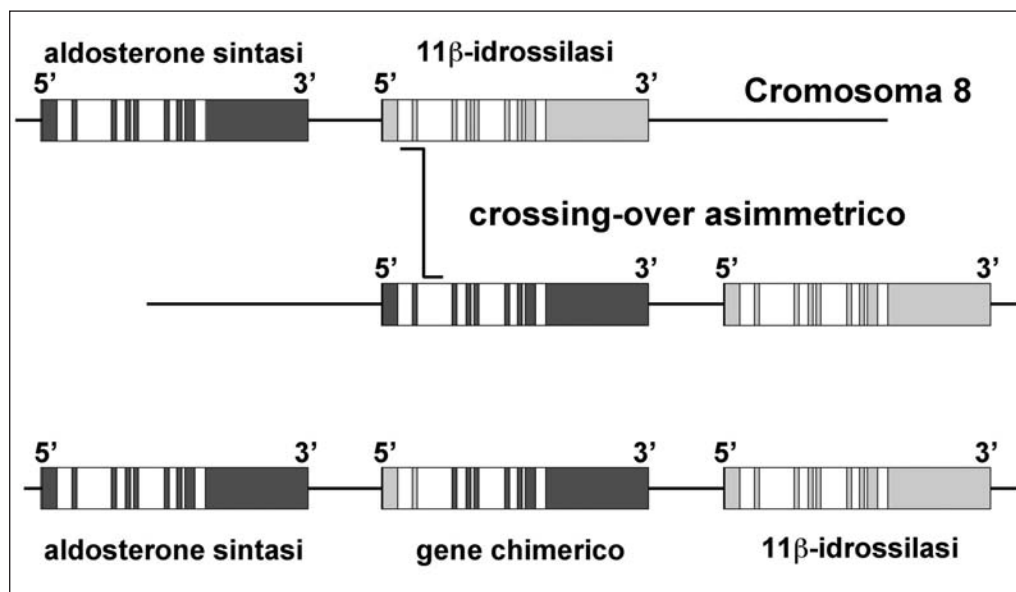 aldosterone sintasi 11β-idrossilasi
5’ 3’ 5’ 3’ Cromosoma 8
crossing-over asimmetrico
5’ 3’ 5’ 3’
5’ 3’ 5’ 3’ 5’ 3’
aldosterone sintasi gene chimerico 11β-idrossilasi